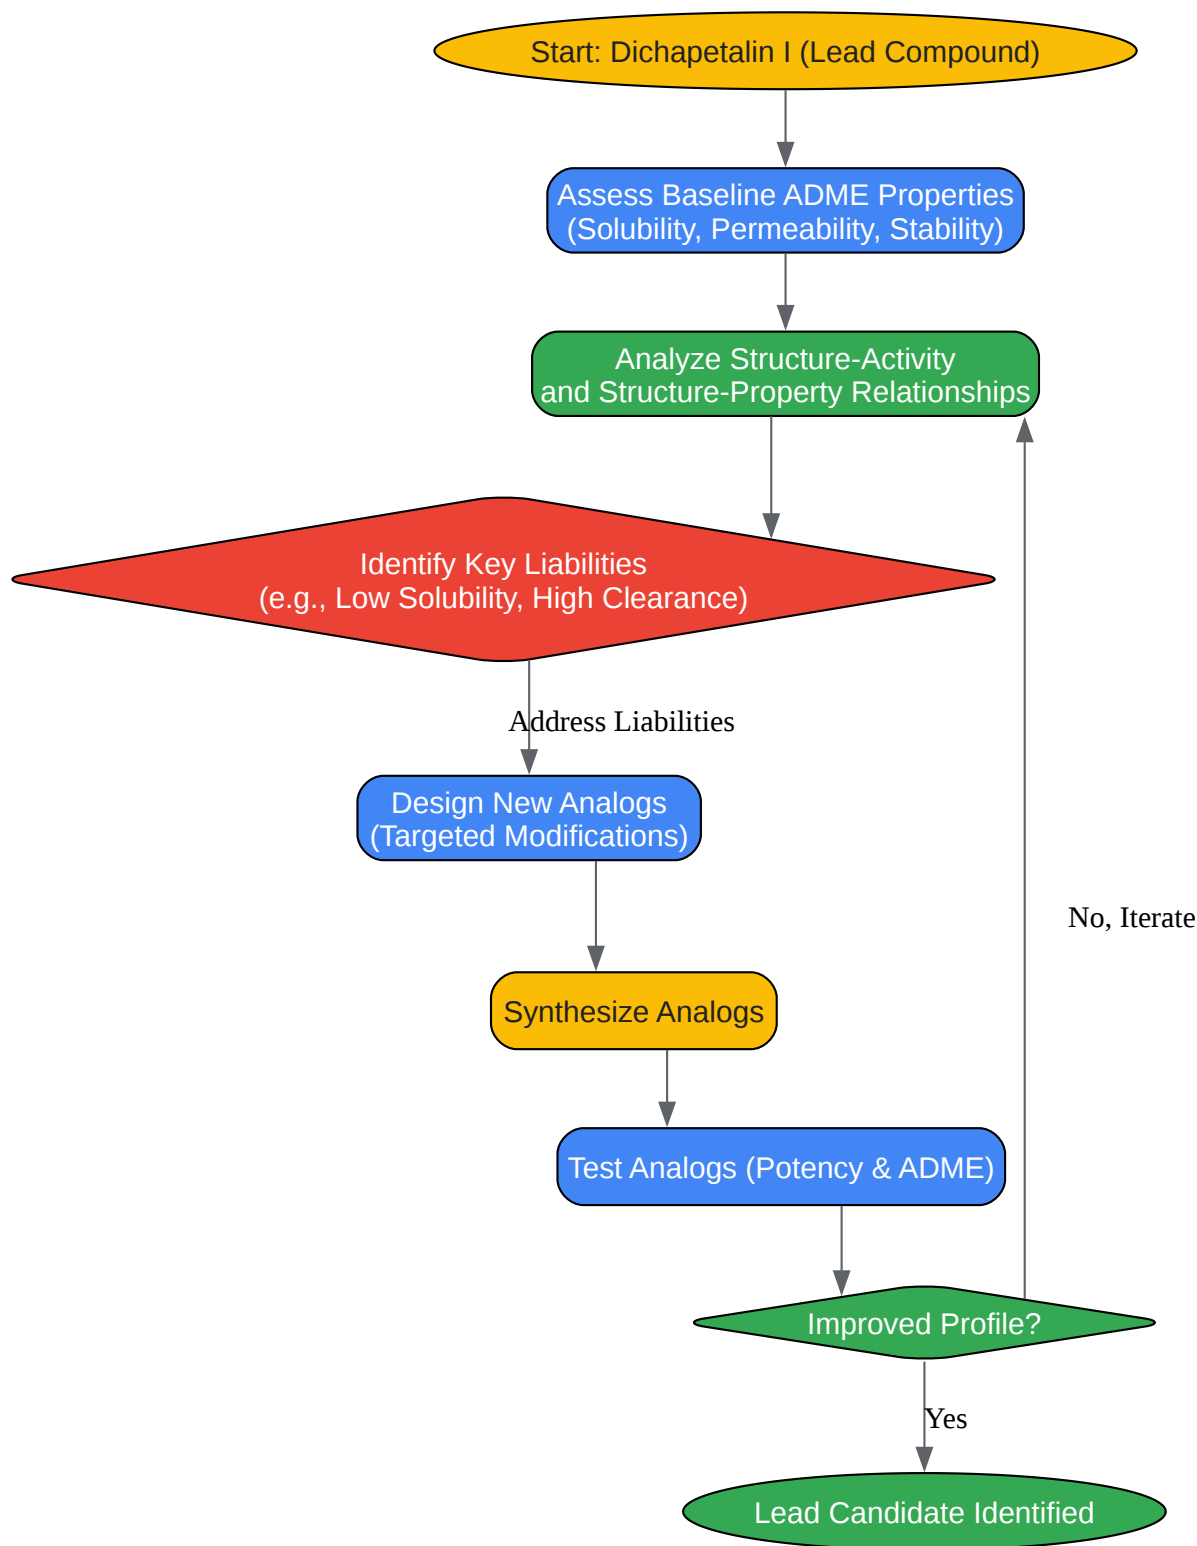 Start: Dichapetalin I (Lead Compound)
Assess Baseline ADME Properties
(Solubility, Permeability, Stability)
Analyze Structure-Activity
and Structure-Property Relationships
Identify Key Liabilities
(e.g., Low Solubility, High Clearance)
Address Liabilities
Design New Analogs
(Targeted Modifications)
No, Iterate
Synthesize Analogs
Test Analogs (Potency & ADME)
Improved Profile?
Yes
Lead Candidate Identified